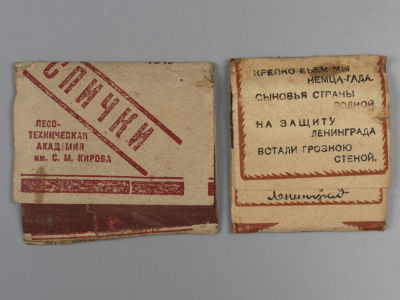 СПИЧКИ
ЛЕСО-
ТЕХНИЧЕСКАЯ
АКАДЕМИЯ
ИМ. С. М. КИРОВА
КРЕПКО БЬЕМ МЫ
НЕМЦА-ГАДА.
СЫНОВЬЯ СТРАНЫ
РОДНОЙ
НА ЗАЩИТУ
ЛЕНИНГРАДА
ВСТАЛИ ГРОЗНОЮ
СТЕНОЙ.
Ленинград